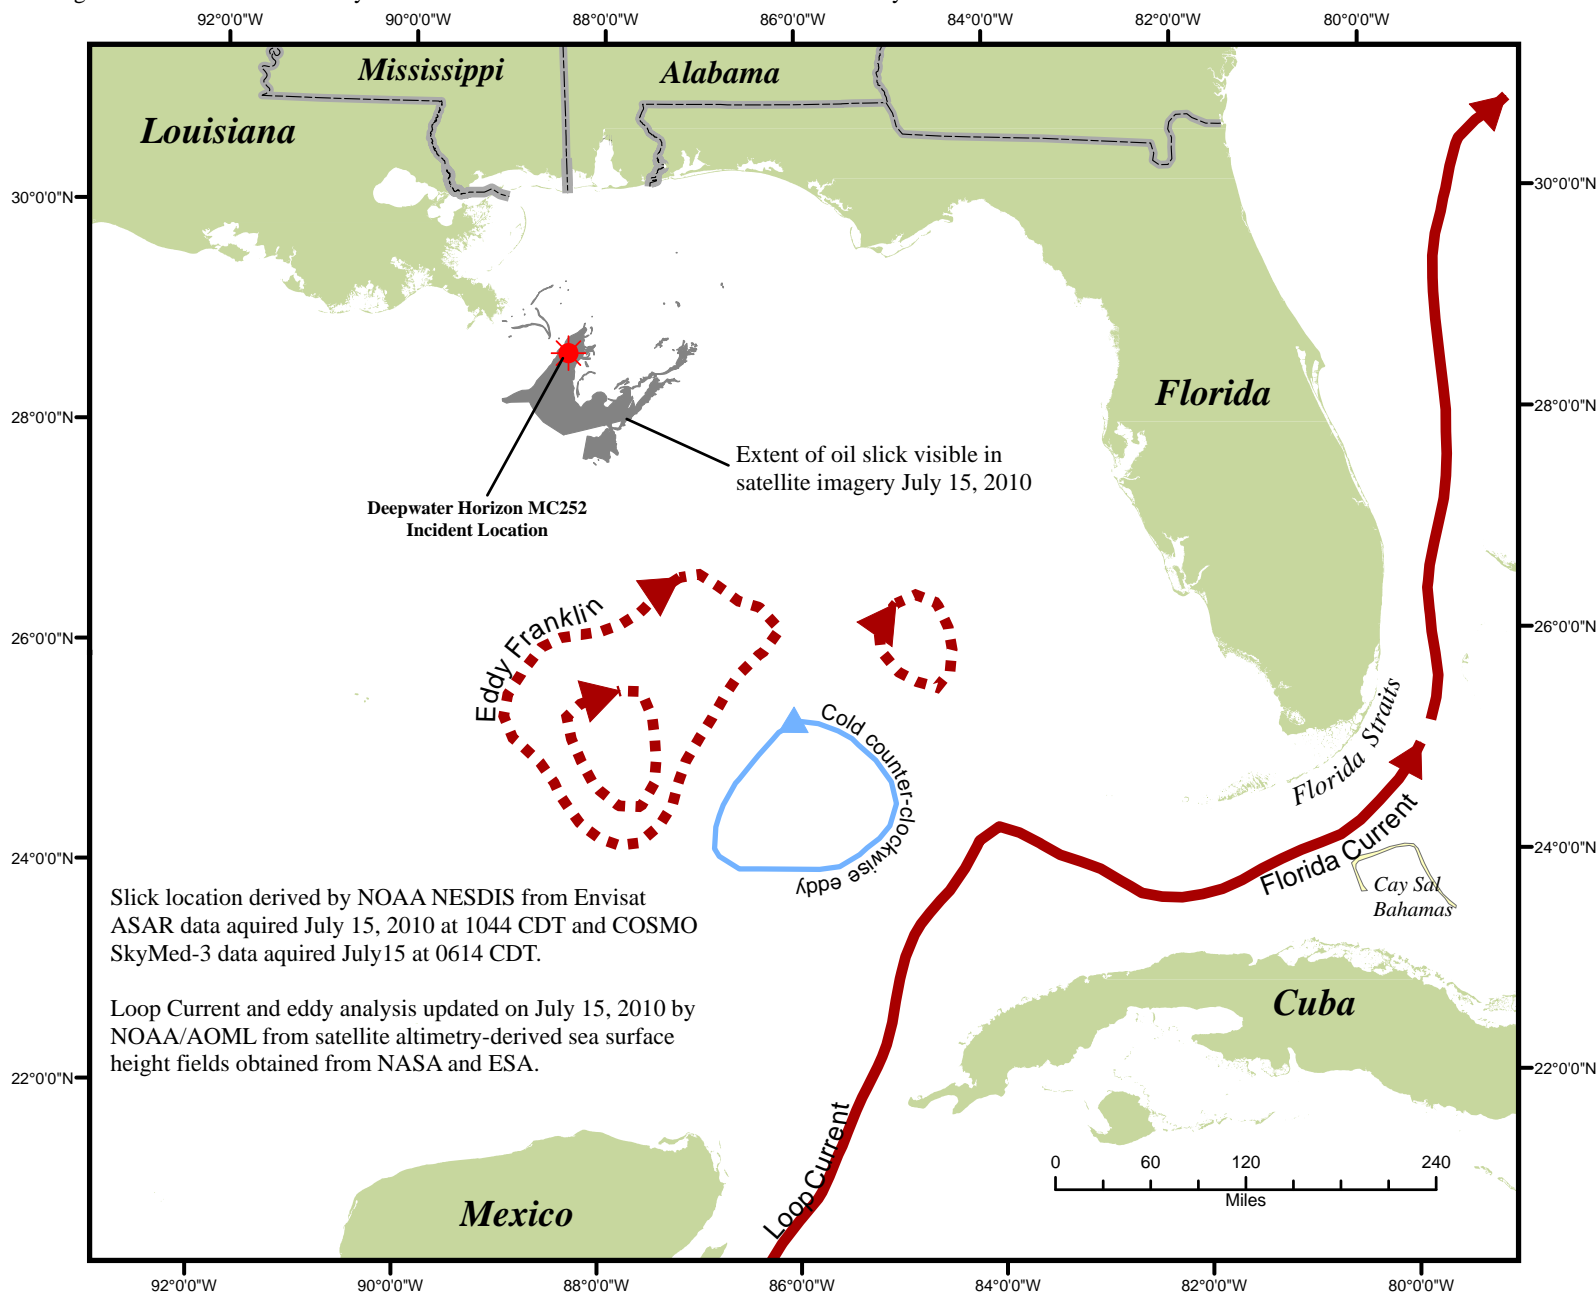 92°0'0"W 90°0'0"W 88°0'0"W 86°0'0"W 84°0'0"W 82°0'0"W 80°0'0"W
Mississippi
Alabama
Louisiana
30°0'0"N
30°0'0"N
Florida
28°0'0"N
28°0'0"N
Extent of oil slick visible in
satellite imagery July 15, 2010
Deepwater Horizon MC252
Incident Location
Eddy Franklin
26°0'0"N
26°0'0"N
Cold counter-clockwise eddy
Florida Straits
Florida Current
24°0'0"N
24°0'0"N
Cay Sal
Bahamas
Slick location derived by NOAA NESDIS from Envisat
ASAR data aquired July 15, 2010 at 1044 CDT and COSMO
SkyMed-3 data aquired July15 at 0614 CDT.
Loop Current and eddy analysis updated on July 15, 2010 by
NOAA/AOML from satellite altimetry-derived sea surface
height fields obtained from NASA and ESA.
Cuba
22°0'0"N
22°0'0"N
Loop Current
0 60 120 240
Miles
Mexico
92°0'0"W 90°0'0"W 88°0'0"W 86°0'0"W 84°0'0"W 82°0'0"W 80°0'0"W